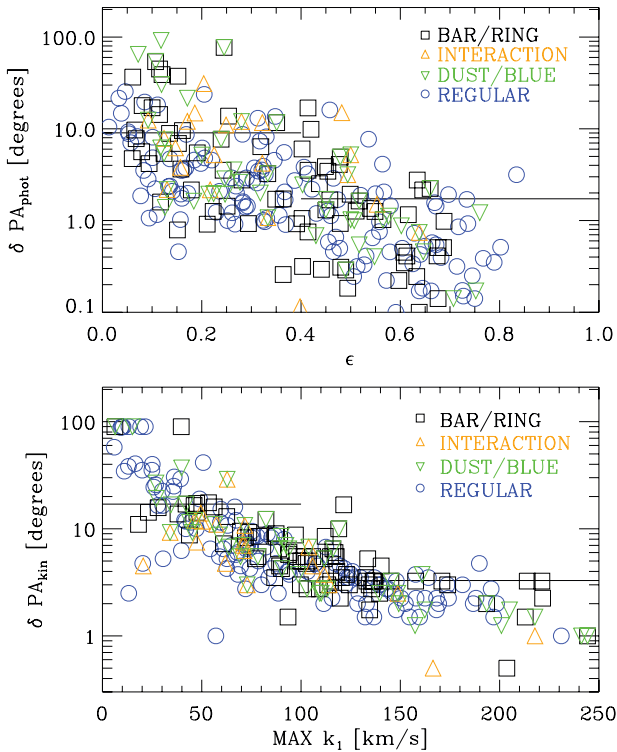 100.0
10.0
1.0
0.1
δ PA_phot [degrees]
□ BAR/RING
△ INTERACTION
▽ DUST/BLUE
○ REGULAR
0.0 0.2 0.4 0.6 0.8 1.0
ϵ
100
10
1
δ PA_kin [degrees]
□ BAR/RING
△ INTERACTION
▽ DUST/BLUE
○ REGULAR
0 50 100 150 200 250
MAX k_1 [km/s]